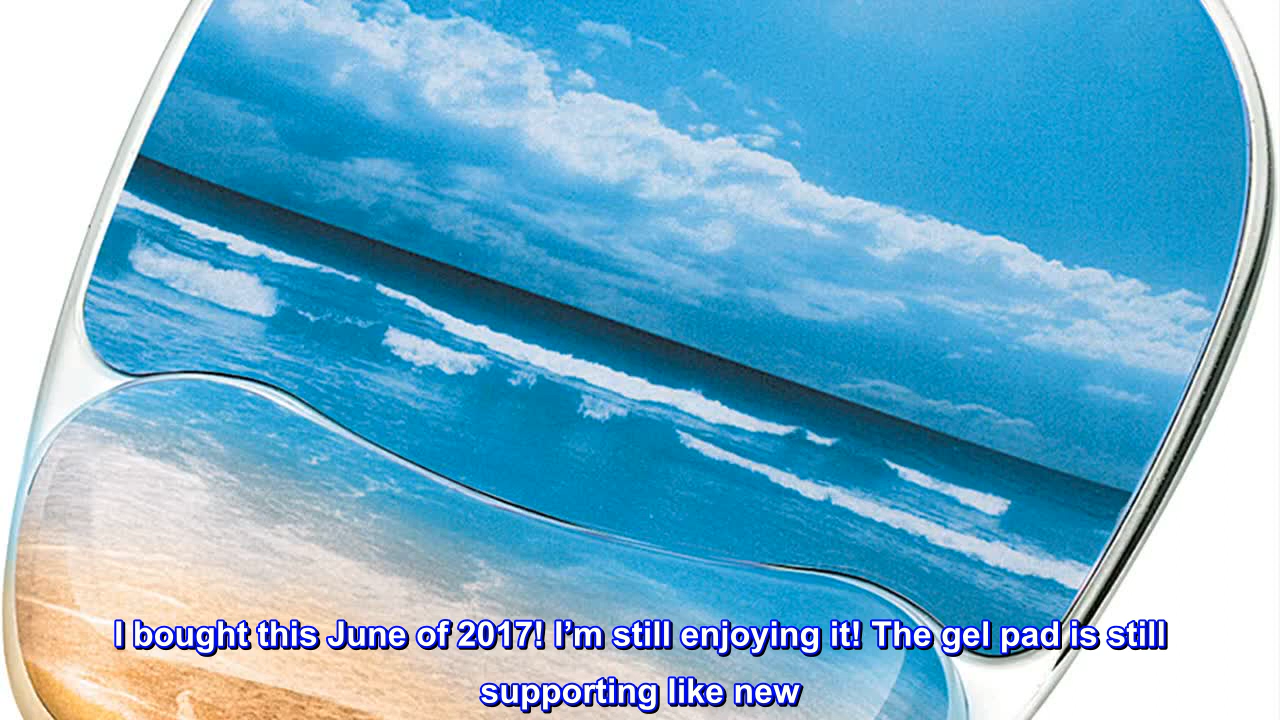 I bought this June of 2017! I’m still enjoying it! The gel pad is still
supporting like new